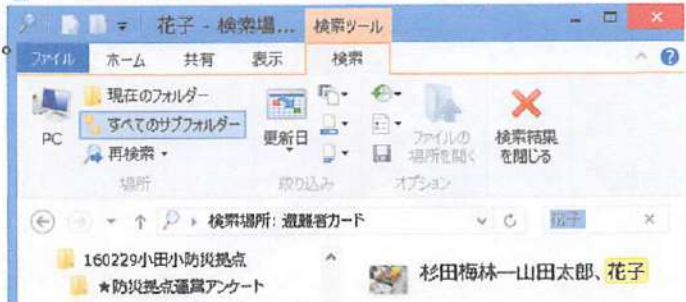 花子 - 検索場... 検索ツール
ファイル ホーム 共有 表示 検索
PC
現在のフォルダー
すべてのサブフォルダー
再検索
場所
更新日
絞り込み
ファイルの
場所を開く
オプション
検索結果
を閉じる
検索場所: 避難者カード
花子
160229小田小防災拠点
★防災拠点運営アンケート
杉田梅林―山田太郎、花子